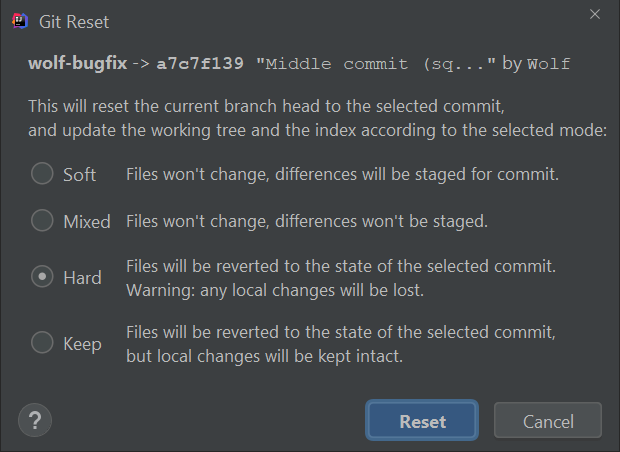 Git Reset
wolf-bugfix -> a7c7f139 "Middle commit (sq..." by Wolf
This will reset the current branch head to the selected commit,
and update the working tree and the index according to the selected mode:
Soft Files won't change, differences will be staged for commit.
Mixed Files won't change, differences won't be staged.
Hard Files will be reverted to the state of the selected commit.
Warning: any local changes will be lost.
Keep Files will be reverted to the state of the selected commit,
but local changes will be kept intact.
? Reset Cancel